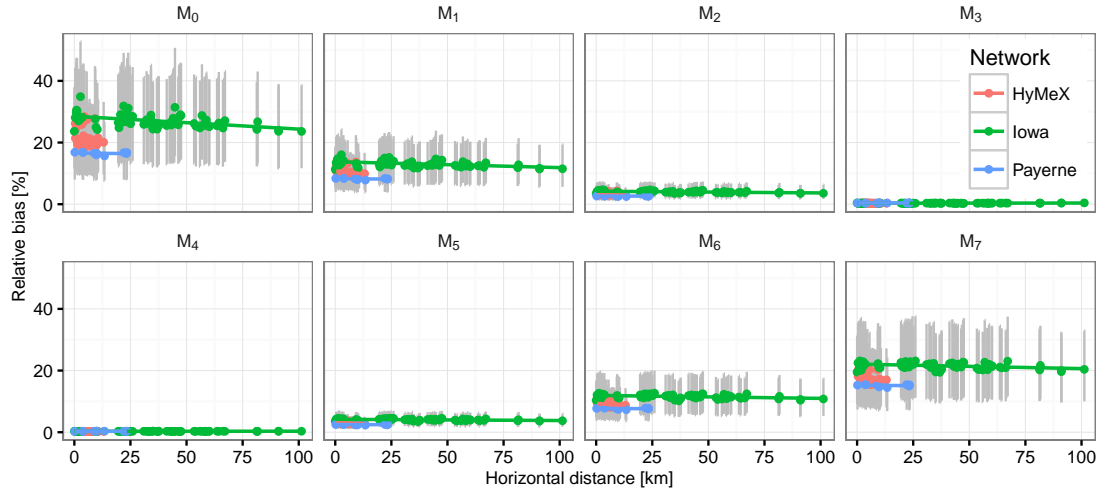 M0 M1 M2 M3
40
20
0
Network
HyMeX
Iowa
Payerne
Relative bias [%]
M4 M5 M6 M7
40
20
0
0 25 50 75 100 0 25 50 75 100 0 25 50 75 100 0 25 50 75 100
Horizontal distance [km]